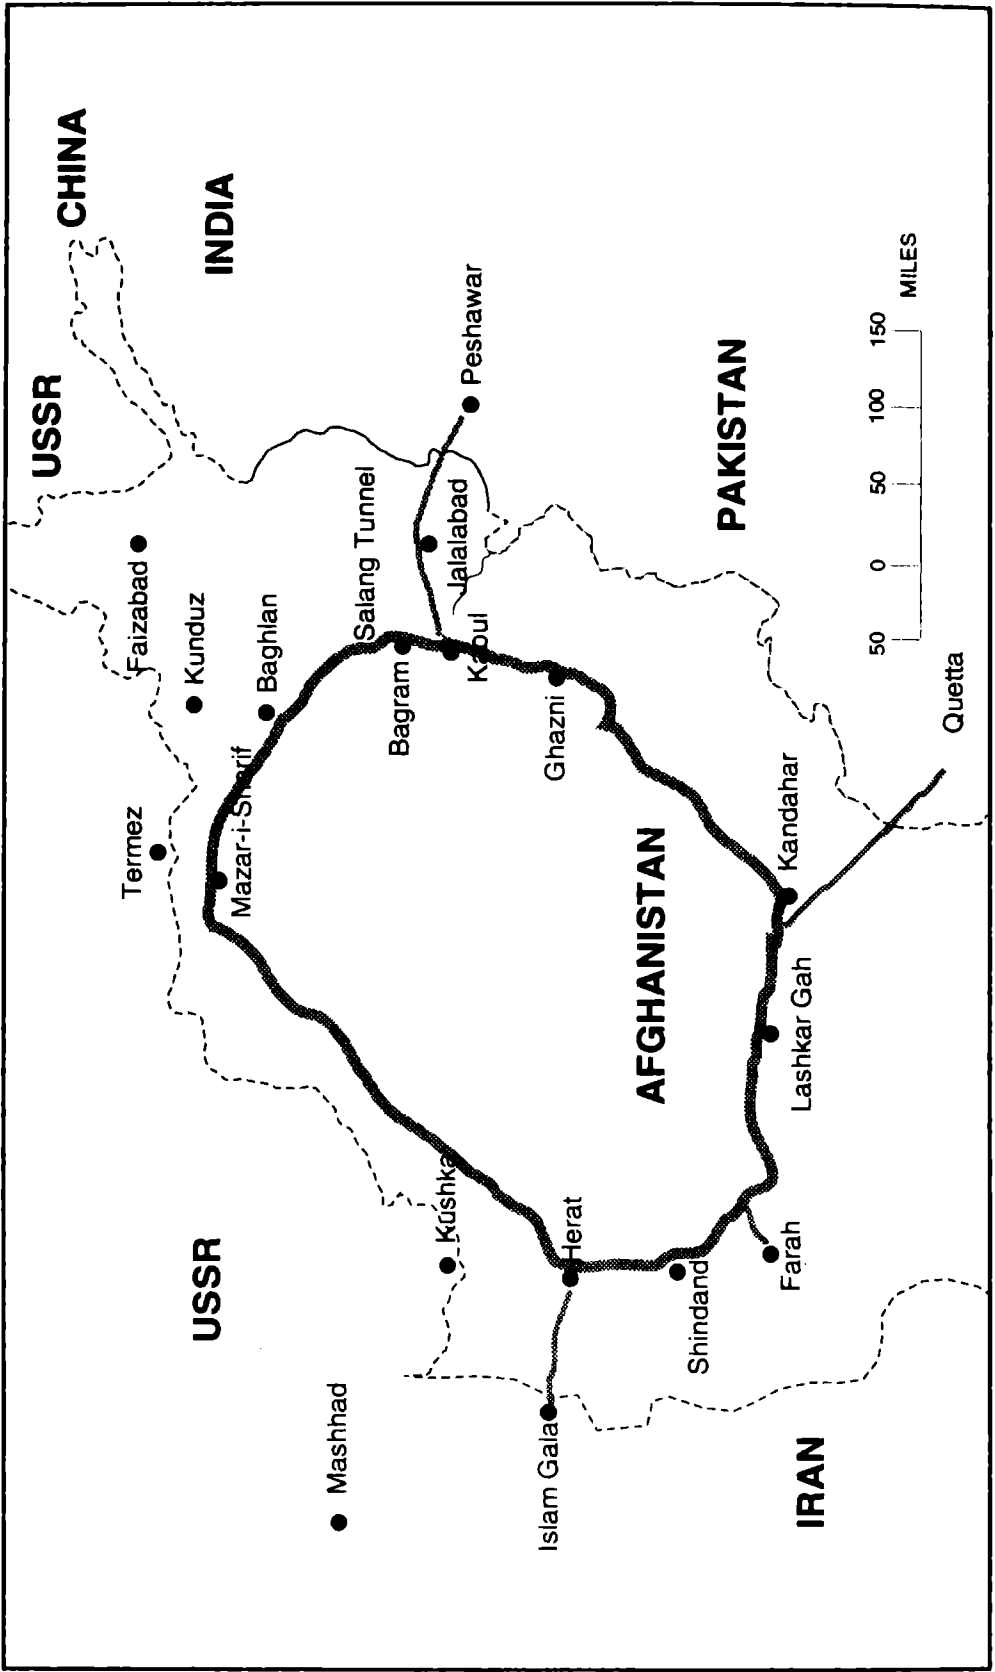 CHINA
USSR
INDIA
Faizabad
Kunduz
Termez
Baghlan
Mazar-i-Sharif
Salang Tunnel
Peshawar
Jalalabad
Bagram
Kabul
Ghazni
USSR
Kushka
Mashhad
Herat
Islam Gala
AFGHANISTAN
PAKISTAN
Shindand
Farah
Kandahar
Lashkar Gah
IRAN
Quetta
50 0 50 100 150
MILES